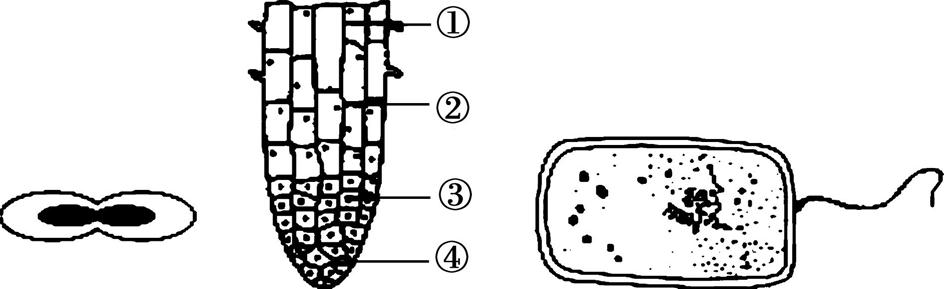 ①
②
③
④